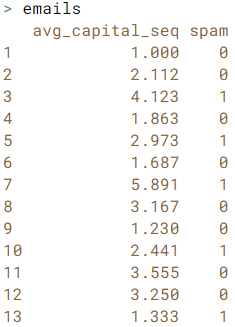 > emails
avg_capital_seq spam
1 1.000 0
2 2.112 0
3 4.123 1
4 1.863 0
5 2.973 1
6 1.687 0
7 5.891 1
8 3.167 0
9 1.230 0
10 2.441 1
11 3.555 0
12 3.250 0
13 1.333 1